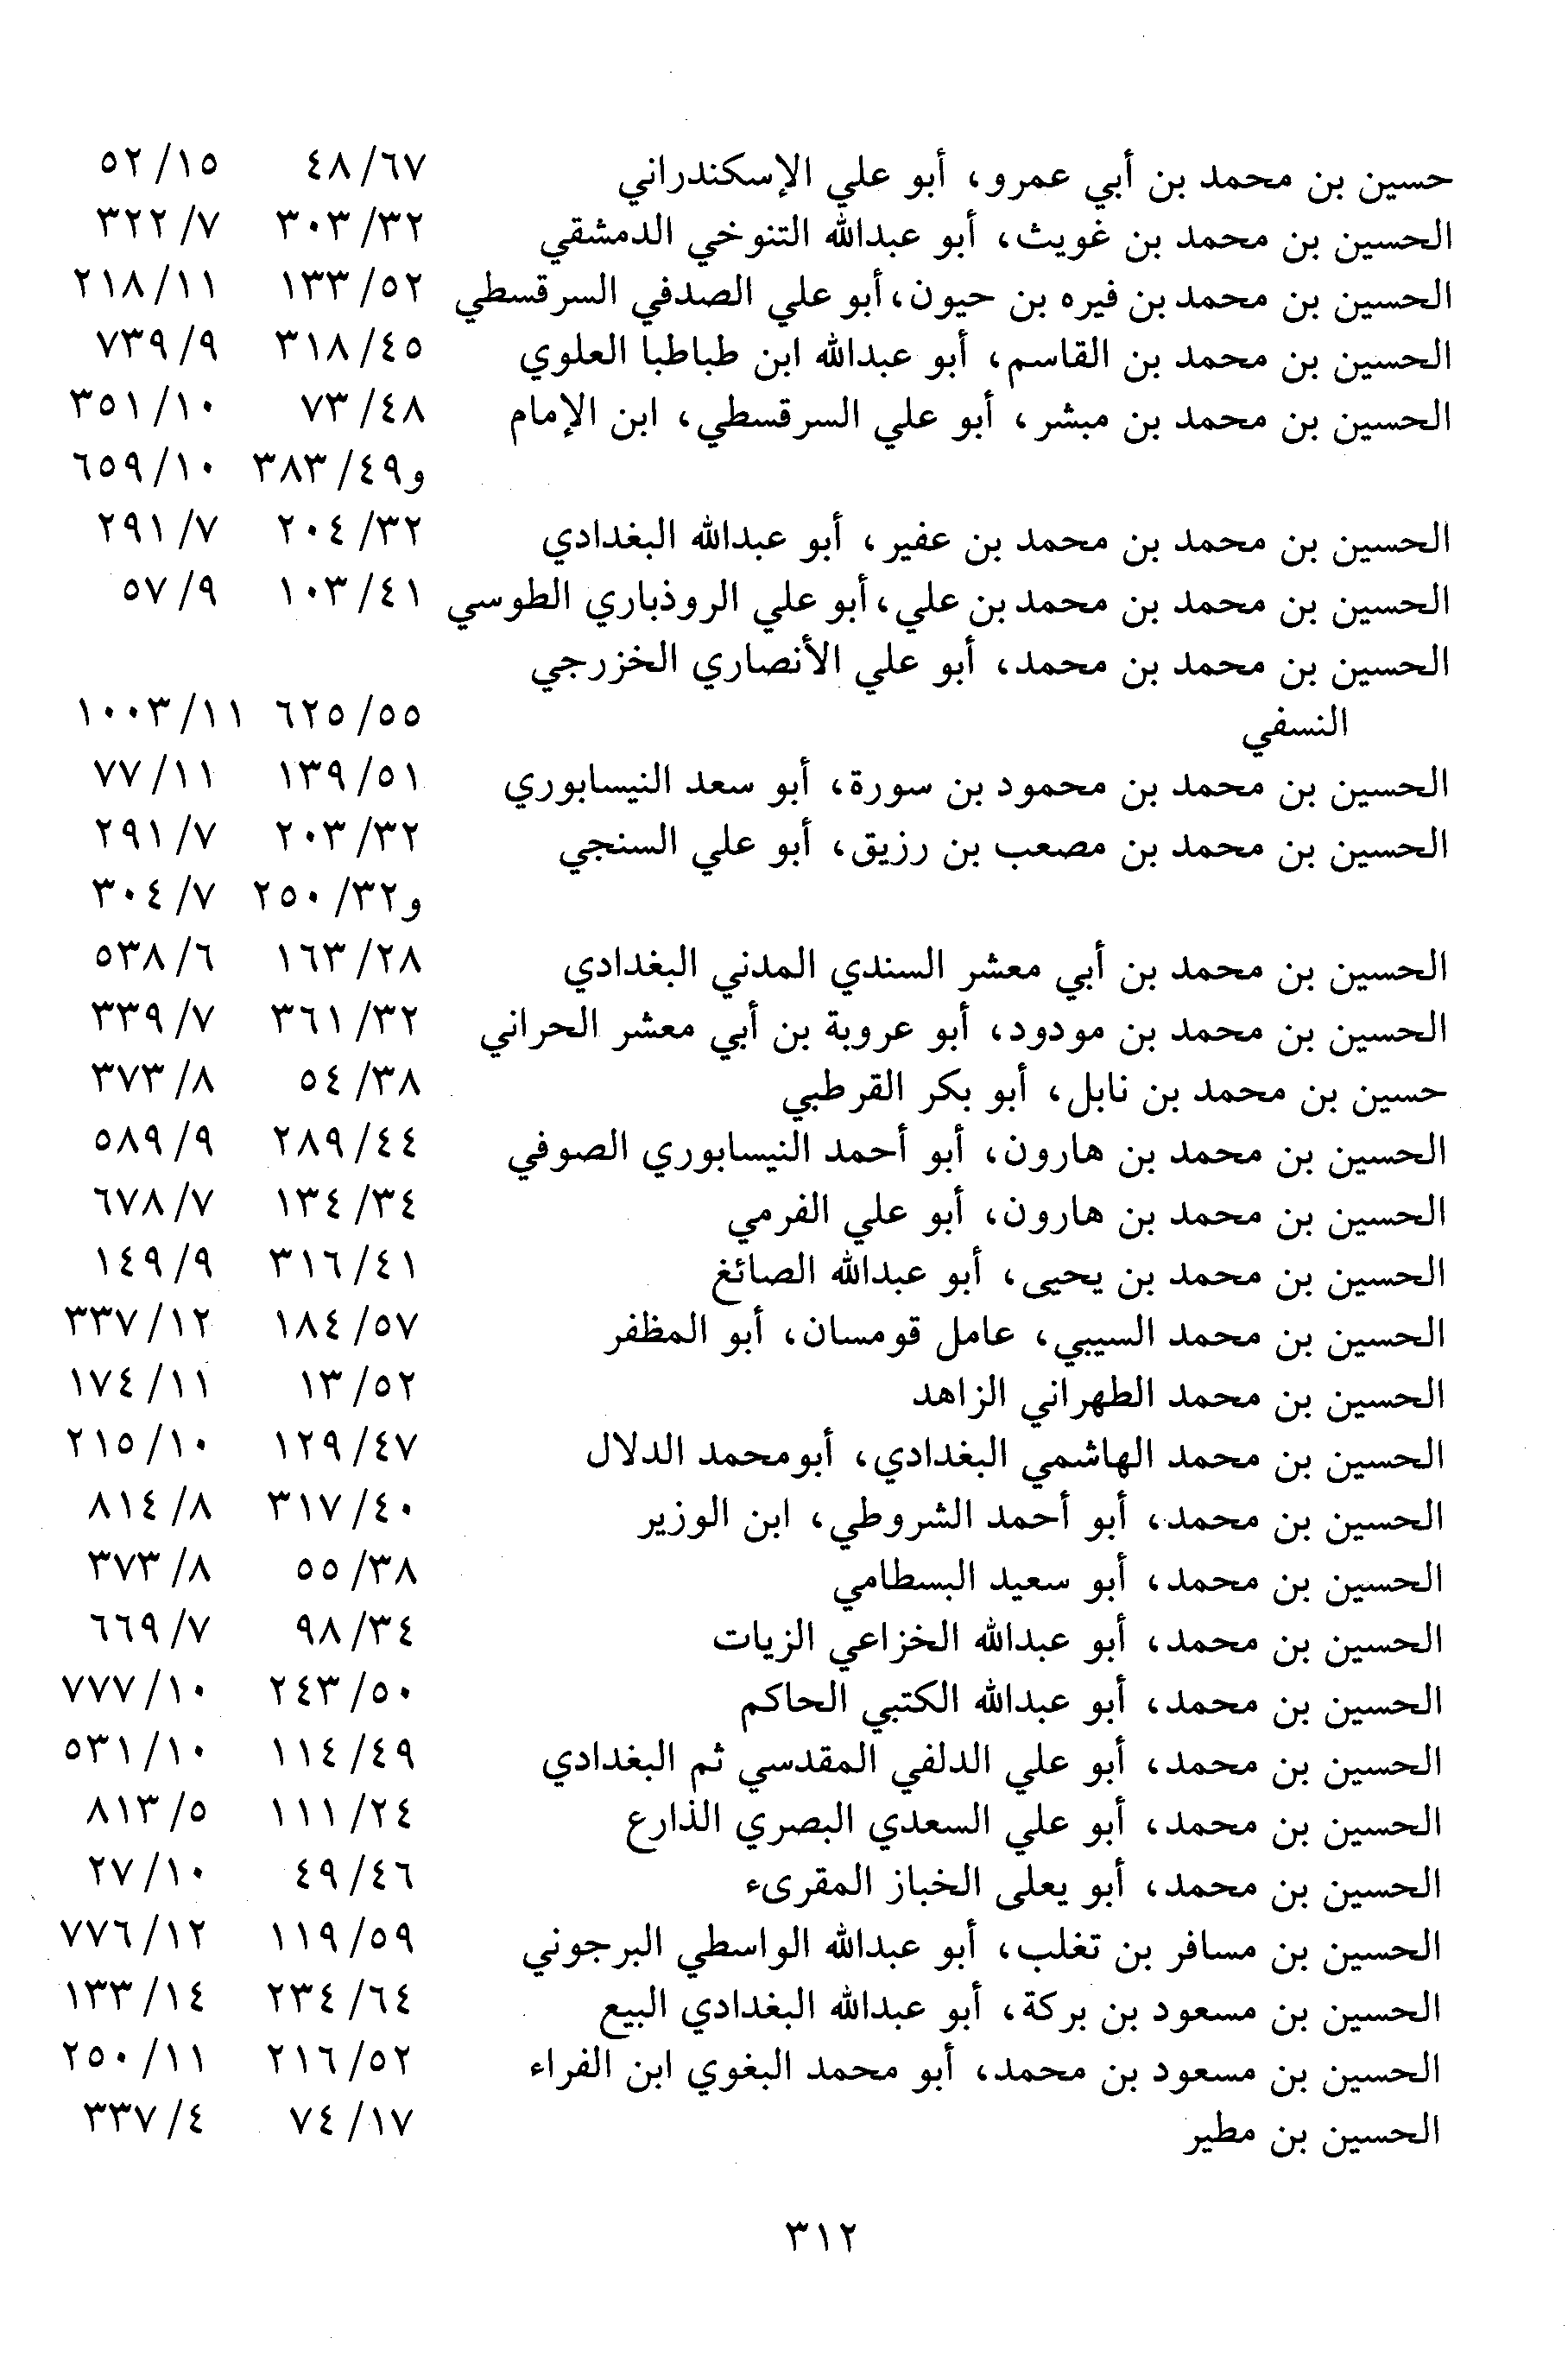 حسين بن محمد بن أبي عمرو، أبو علي الإسكندراني ٤٨/٦٧ ٥٢/١٥
الحسين بن محمد بن غويث، أبو عبدالله التنوخي الدمشقي ٣٠٣/٣٢ ٣٢٢/٧
الحسين بن محمد بن فيره بن حيون، أبو علي الصدفي السرقسطي ١٣٣/٥٢ ٢١٨/١١
الحسين بن محمد بن القاسم، أبو عبدالله ابن طباطبا العلوي ٣١٨/٤٥ ٧٣٩/٩
الحسين بن محمد بن مبشر، أبو علي السرقسطي، ابن الإمام ٧٣/٤٨ ٣٥١/١٠
و٣٨٣/٤٩ ٦٥٩/١٠
الحسين بن محمد بن محمد بن عفير، أبو عبدالله البغدادي ٢٠٤/٣٢ ٢٩١/٧
الحسين بن محمد بن محمد بن علي، أبو علي الروذباري الطوسي ١٠٣/٤١ ٥٧/٩
الحسين بن محمد بن محمد، أبو علي الأنصاري الخزرجي
النسفي ٦٢٥/٥٥ ١٠٠٣/١١
الحسين بن محمد بن محمود بن سورة، أبو سعد النيسابوري ١٣٩/٥١ ٧٧/١١
الحسين بن محمد بن مصعب بن رزيق، أبو علي السنجي ٢٠٣/٣٢ ٢٩١/٧
و٢٥٠/٣٢ ٣٠٤/٧
الحسين بن محمد بن أبي معشر السندي المدني البغدادي ١٦٣/٢٨ ٥٣٨/٦
الحسين بن محمد بن مودود، أبو عروبة بن أبي معشر الحراني ٣٦١/٣٢ ٣٣٩/٧
حسين بن محمد بن نابل، أبو بكر القرطبي ٥٤/٣٨ ٣٧٣/٨
الحسين بن محمد بن هارون، أبو أحمد النيسابوري الصوفي ٢٨٩/٤٤ ٥٨٩/٩
الحسين بن محمد بن هارون، أبو علي الفرمي ١٣٤/٣٤ ٦٧٨/٧
الحسين بن محمد بن يحيى، أبو عبدالله الصائغ ٣١٦/٤١ ١٤٩/٩
الحسين بن محمد السيبي، عامل قومسان، أبو المظفر ١٨٤/٥٧ ٣٣٧/١٢
الحسين بن محمد الطهراني الزاهد ١٣/٥٢ ١٧٤/١١
الحسين بن محمد الهاشمي البغدادي، أبومحمد الدلال ١٢٩/٤٧ ٢١٥/١٠
الحسين بن محمد، أبو أحمد الشروطي، ابن الوزير ٣١٧/٤٠ ٨١٤/٨
الحسين بن محمد، أبو سعيد البسطامي ٥٥/٣٨ ٣٧٣/٨
الحسين بن محمد، أبو عبدالله الخزاعي الزيات ٩٨/٣٤ ٦٦٩/٧
الحسين بن محمد، أبو عبدالله الكتبي الحاكم ٢٤٣/٥٠ ٧٧٧/١٠
الحسين بن محمد، أبو علي الدلفي المقدسي ثم البغدادي ١١٤/٤٩ ٥٣١/١٠
الحسين بن محمد، أبو علي السعدي البصري الذارع ١١١/٢٤ ٨١٣/٥
الحسين بن محمد، أبو يعلى الخباز المقرىء ٤٩/٤٦ ٢٧/١٠
الحسين بن مسافر بن تغلب، أبو عبدالله الواسطي البرجوني ١١٩/٥٩ ٧٧٦/١٢
الحسين بن مسعود بن بركة، أبو عبدالله البغدادي البيع ٢٣٤/٦٤ ١٣٣/١٤
الحسين بن مسعود بن محمد، أبو محمد البغوي ابن الفراء ٢١٦/٥٢ ٢٥٠/١١
الحسين بن مطير ٧٤/١٧ ٣٣٧/٤
٣١٢